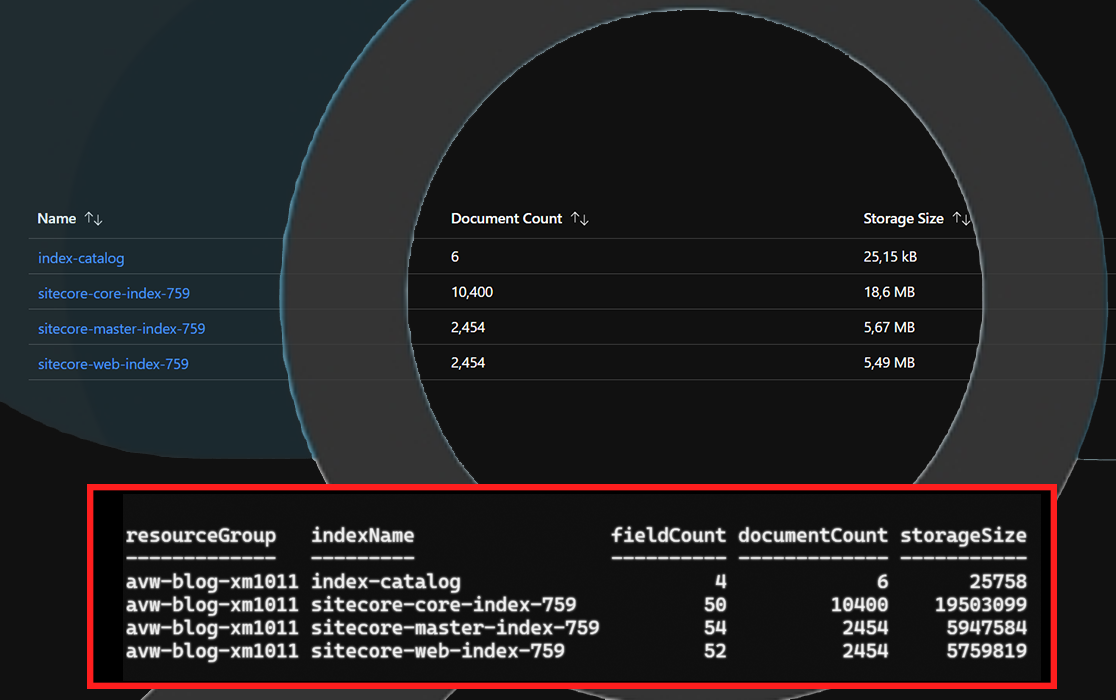 Name ↑↓ Document Count ↑↓ Storage Size ↑↓
index-catalog 6 25,15 kB
sitecore-core-index-759 10,400 18,6 MB
sitecore-master-index-759 2,454 5,67 MB
sitecore-web-index-759 2,454 5,49 MB
resourceGroup indexName fieldCount documentCount storageSize
------------- --------- ---------- ------------- -----------
avw-blog-xm1011 index-catalog 4 6 25758
avw-blog-xm1011 sitecore-core-index-759 50 10400 19503099
avw-blog-xm1011 sitecore-master-index-759 54 2454 5947584
avw-blog-xm1011 sitecore-web-index-759 52 2454 5759819